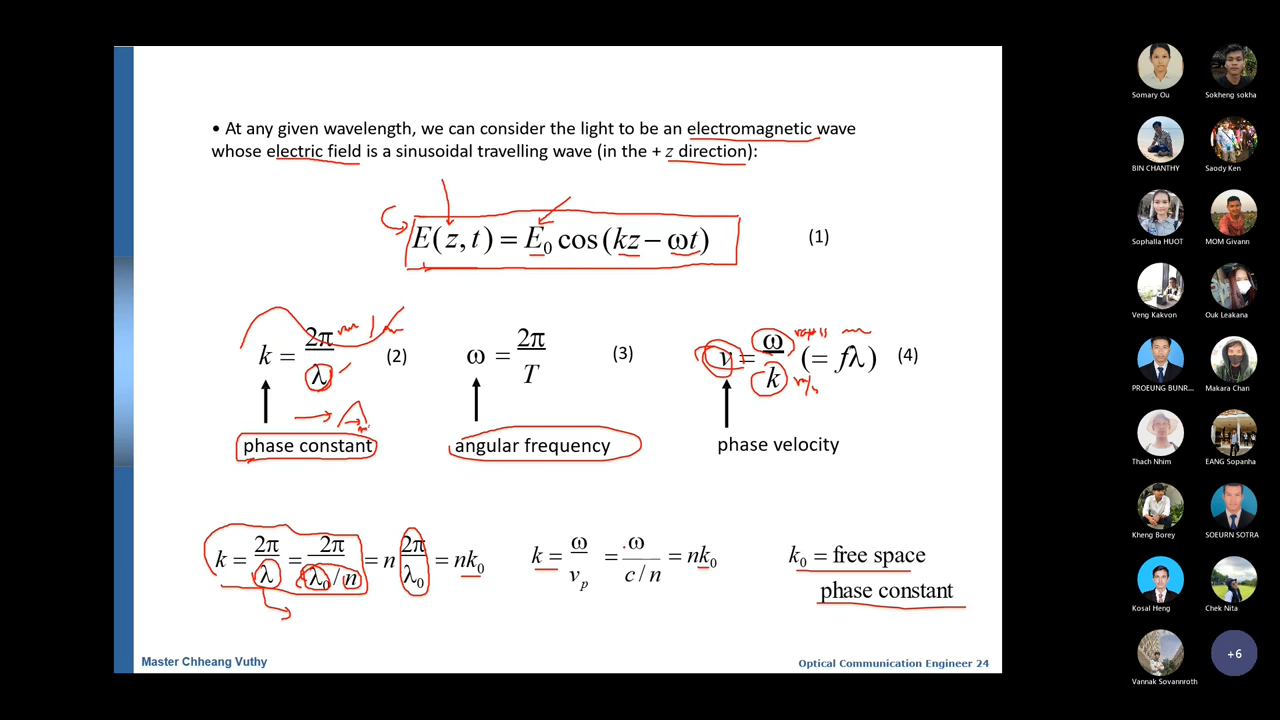 • At any given wavelength, we can consider the light to be an electromagnetic wave
whose electric field is a sinusoidal travelling wave (in the + z direction):
E(z, t) = E₀ cos (kz − ωt) (1)
k = 2π / λ (2)
ω = 2π / T (3)
v = ω / k (= fλ) (4)
phase constant
angular frequency
phase velocity
k = 2π / λ = 2π / (λ₀ / n) = n 2π / λ₀ = nk₀
k = ω / vₚ = ω / (c / n) = nk₀
k₀ = free space
phase constant
Master Chheang Vuthy
Optical Communication Engineer 24
Somary Ou
Sokheng sokha
BIN CHANTHY
Saody Ken
Sophalla HUOT
MOM Givann
Veng Kakvon
Ouk Leakana
PROEUNG BUNR...
Makara Chan
Thach Nhim
EANG Sopanha
Kheng Borey
SOEURN SOTRA
Kosal Heng
Chek Nita
Vannak Sovannroth
+6